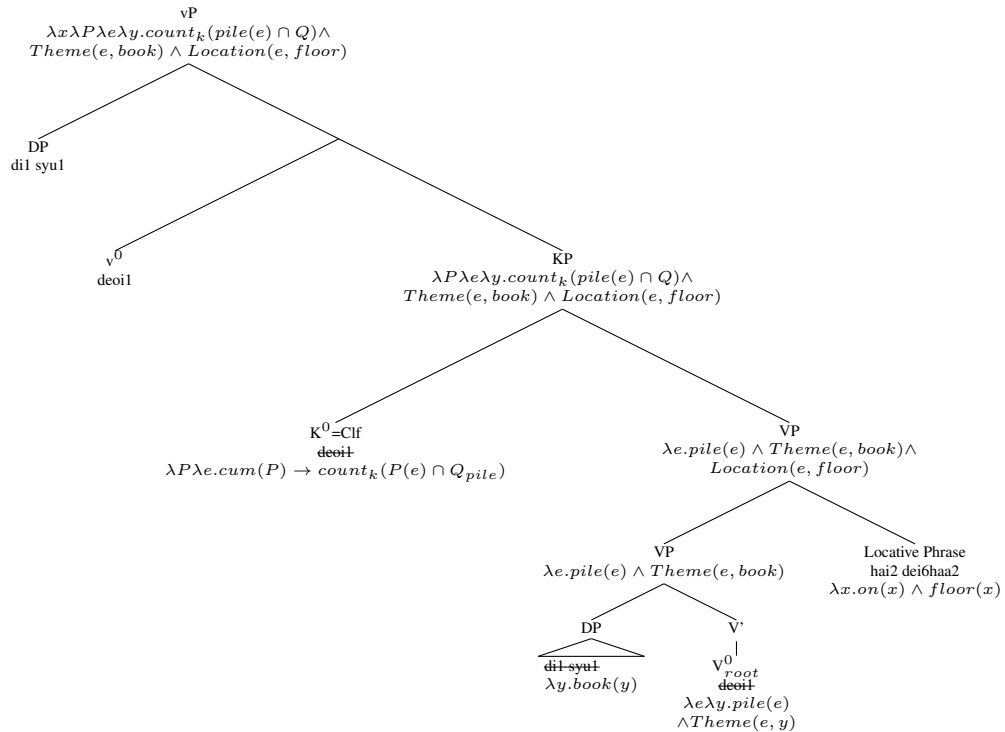 vP
λxλPλeλy.count_k(pile(e) ∩ Q)∧
Theme(e, book) ∧ Location(e, floor)
DP
di1 syu1
v⁰
deoi1
KP
λPλeλy.count_k(pile(e) ∩ Q)∧
Theme(e, book) ∧ Location(e, floor)
K⁰=Clf
deoi1
λPλe.cum(P) → count_k(P(e) ∩ Q_pile)
VP
λe.pile(e) ∧ Theme(e, book)∧
Location(e, floor)
VP
λe.pile(e) ∧ Theme(e, book)
Locative Phrase
hai2 dei6haa2
λx.on(x) ∧ floor(x)
DP
di1 syu1
λy.book(y)
V'
V⁰_root
deoi1
λeλy.pile(e)
∧Theme(e, y)